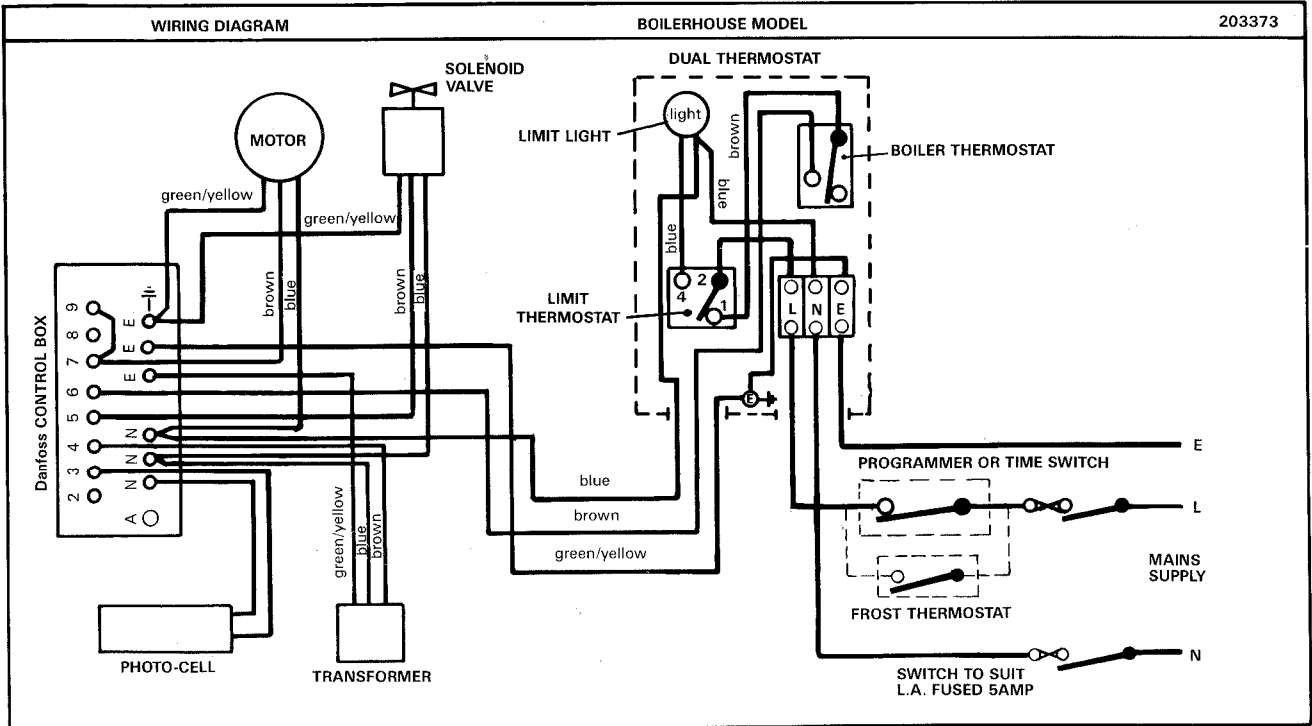 WIRING DIAGRAM
BOILERHOUSE MODEL
203373
DUAL THERMOSTAT
SOLENOID
VALVE
MOTOR
light
LIMIT LIGHT
brown
BOILER THERMOSTAT
green/yellow
green/yellow
blue
blue
brown
blue
brown
blue
2
4
1
LIMIT
THERMOSTAT
L N E
Danfoss CONTROL BOX
9
8
7
6
5
4
3
2
E
E
E
N
N
N
A
E
E
PROGRAMMER OR TIME SWITCH
L
blue
brown
green/yellow
green/yellow
blue
brown
MAINS
SUPPLY
FROST THERMOSTAT
N
PHOTO-CELL
TRANSFORMER
SWITCH TO SUIT
L.A. FUSED 5AMP